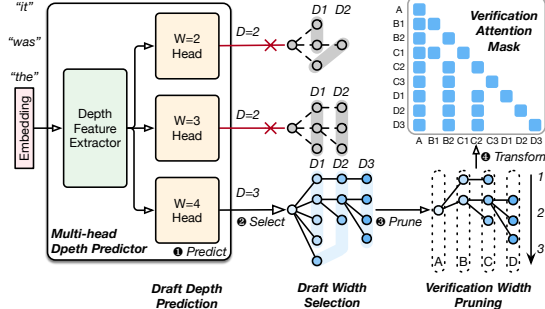 "it"
"was"
"the"
Embedding
Depth
Feature
Extractor
W=2
Head
W=3
Head
W=4
Head
Multi-head
Dpeth Predictor
❶ Predict
D=2
D=2
D=3
❷ Select
D1 D2
D1 D2
D1 D2 D3
❸ Prune
Verification
Attention
Mask
A
B1
B2
C1
C2
C3
D1
D2
D3
A B1 B2 C1 C2 C3 D1 D2 D3
❹ Transform
1
2
3
A B C D
Draft Depth
Prediction
Draft Width
Selection
Verification Width
Pruning